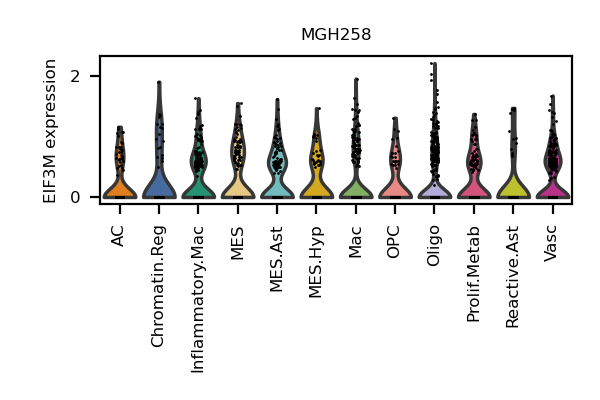 MGH258
EIF3M expression
2
0
AC
Chromatin.Reg
Inflammatory.Mac
MES
MES.Ast
MES.Hyp
Mac
OPC
Oligo
Prolif.Metab
Reactive.Ast
Vasc